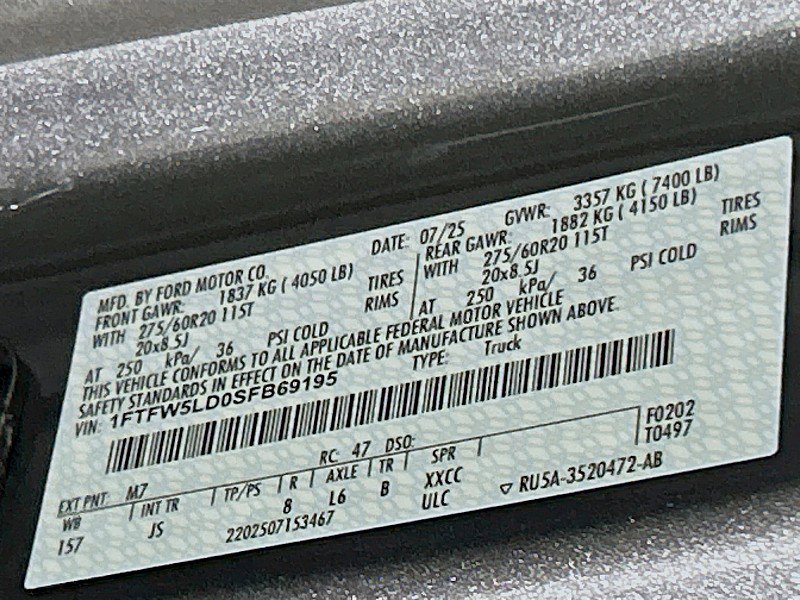 MFD. BY FORD MOTOR CO.
DATE: 07/25 GVWR: 3357 KG ( 7400 LB)
FRONT GAWR: 1837 KG ( 4050 LB)
WITH 275/60R20 115T TIRES
20x8.5J RIMS
AT 250 kPa/ 36 PSI COLD
REAR GAWR: 1882 KG ( 4150 LB)
WITH 275/60R20 115T TIRES
20x8.5J RIMS
AT 250 kPa/ 36 PSI COLD
THIS VEHICLE CONFORMS TO ALL APPLICABLE FEDERAL MOTOR VEHICLE
SAFETY STANDARDS IN EFFECT ON THE DATE OF MANUFACTURE SHOWN ABOVE.
VIN: 1FTFW5LD0SFB69195 TYPE: Truck
EXT PNT: M7 RC: 47 DSO: F0202
WB INT TR TP/PS R AXLE TR SPR T0497
157 JS 8 L6 B XXCC
2202507153467 ULC ▽ RU5A-3520472-AB